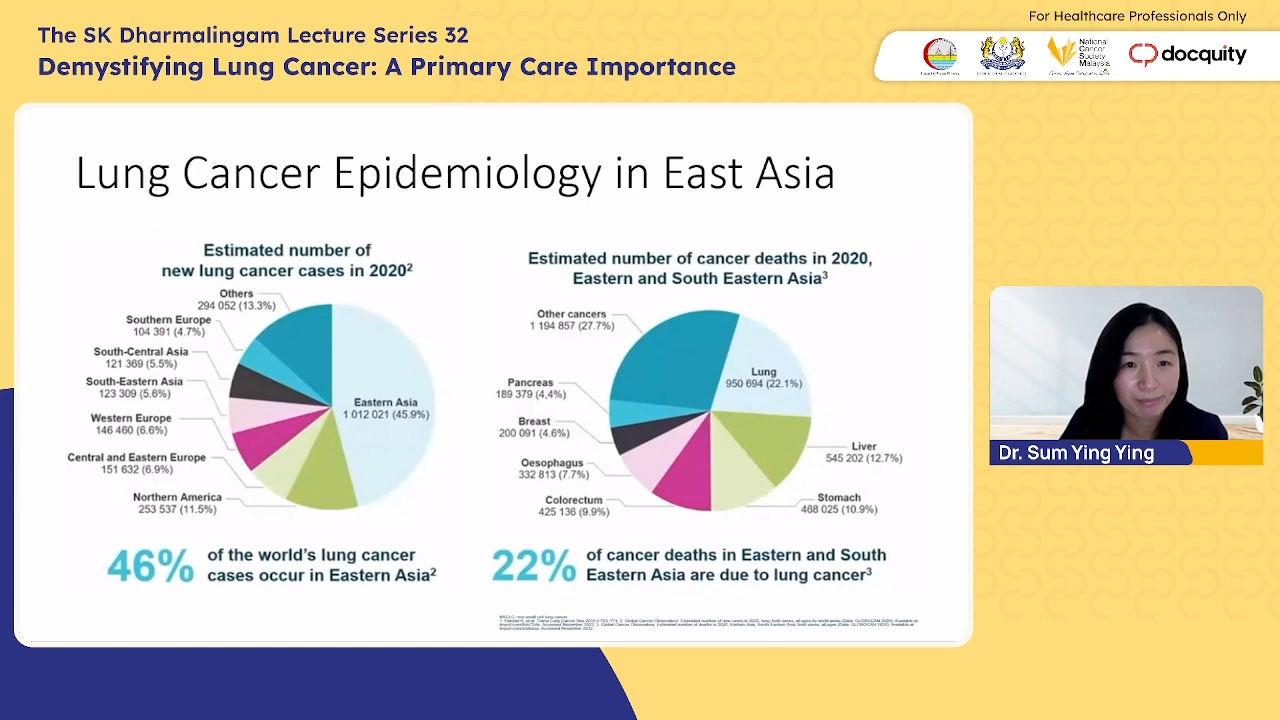 For Healthcare Professionals Only
The SK Dharmalingam Lecture Series 32
Demystifying Lung Cancer: A Primary Care Importance
National
Cancer
Society
Malaysia
docquity
Lung Cancer Epidemiology in East Asia
Estimated number of
new lung cancer cases in 2020²
Others
294 052 (13.3%)
Southern Europe
104 391 (4.7%)
South-Central Asia
121 369 (5.5%)
South-Eastern Asia
123 309 (5.6%)
Western Europe
146 460 (6.6%)
Central and Eastern Europe
151 632 (6.9%)
Northern America
253 537 (11.5%)
Eastern Asia
1 012 021 (45.9%)
46% of the world's lung cancer
cases occur in Eastern Asia²
Estimated number of cancer deaths in 2020,
Eastern and South Eastern Asia³
Other cancers
1 194 857 (27.7%)
Pancreas
189 379 (4,4%)
Breast
200 091 (4.6%)
Oesophagus
332 813 (7.7%)
Colorectum
425 136 (9.9%)
Lung
950 694 (22.1%)
Liver
545 202 (12.7%)
Stomach
468 025 (10.9%)
22% of cancer deaths in Eastern and South
Eastern Asia are due to lung cancer³
Dr. Sum Ying Ying